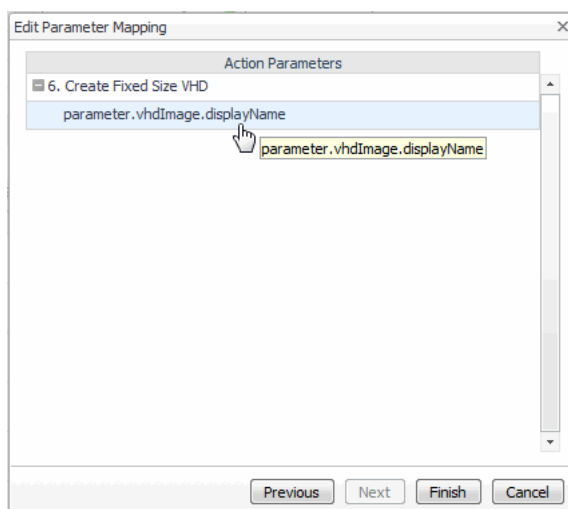 Edit Parameter Mapping
Action Parameters
6. Create Fixed Size VHD
parameter.vhdImage.displayName
parameter.vhdImage.displayName
Previous
Next
Finish
Cancel